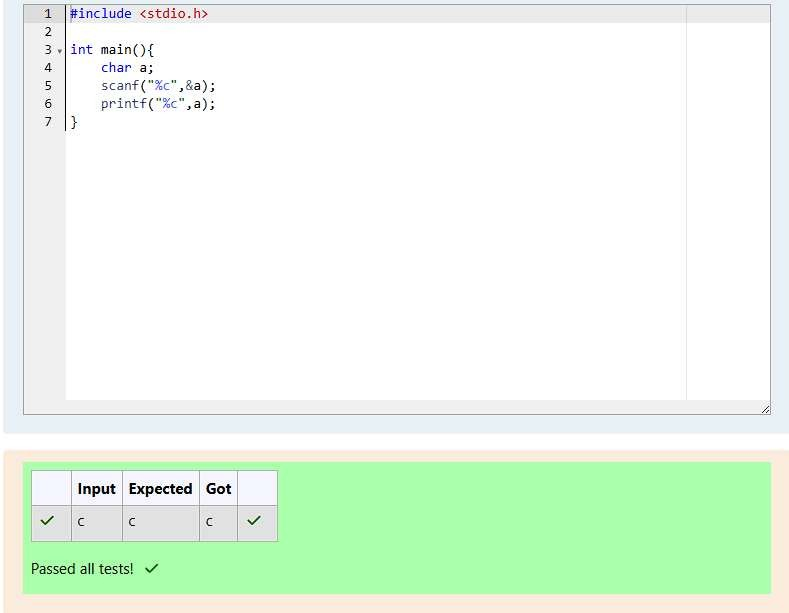 1 #include <stdio.h>
2
3 int main(){
4     char a;
5     scanf("%c",&a);
6     printf("%c",a);
7 }
Input Expected Got
C C C
Passed all tests!